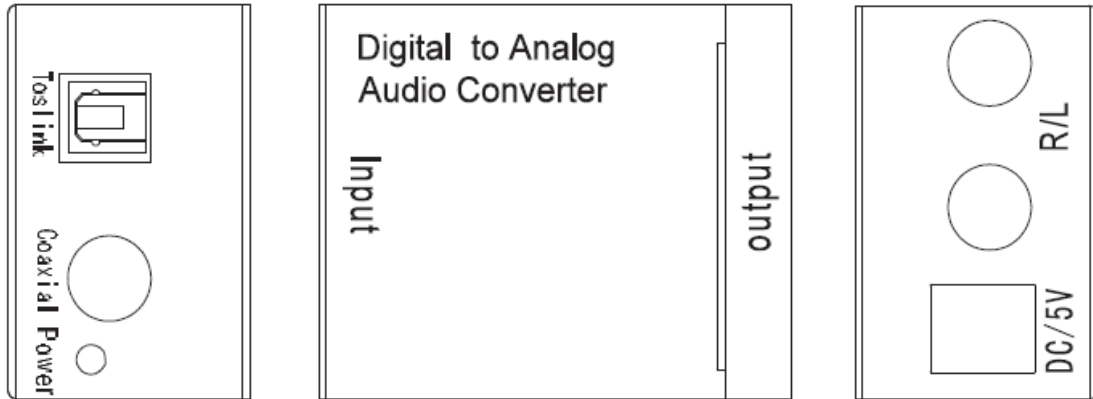 Toslink
Coaxial Power
Digital to Analog
Audio Converter
Input
output
R/L
DC/5V